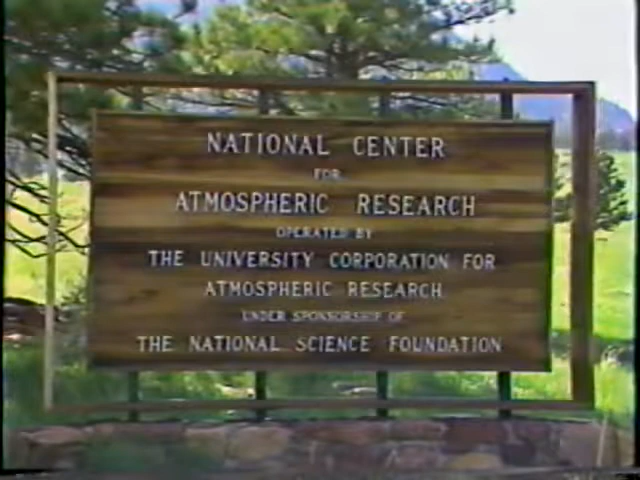 NATIONAL CENTER
FOR
ATMOSPHERIC RESEARCH
OPERATED BY
THE UNIVERSITY CORPORATION FOR
ATMOSPHERIC RESEARCH
UNDER SPONSORSHIP OF
THE NATIONAL SCIENCE FOUNDATION